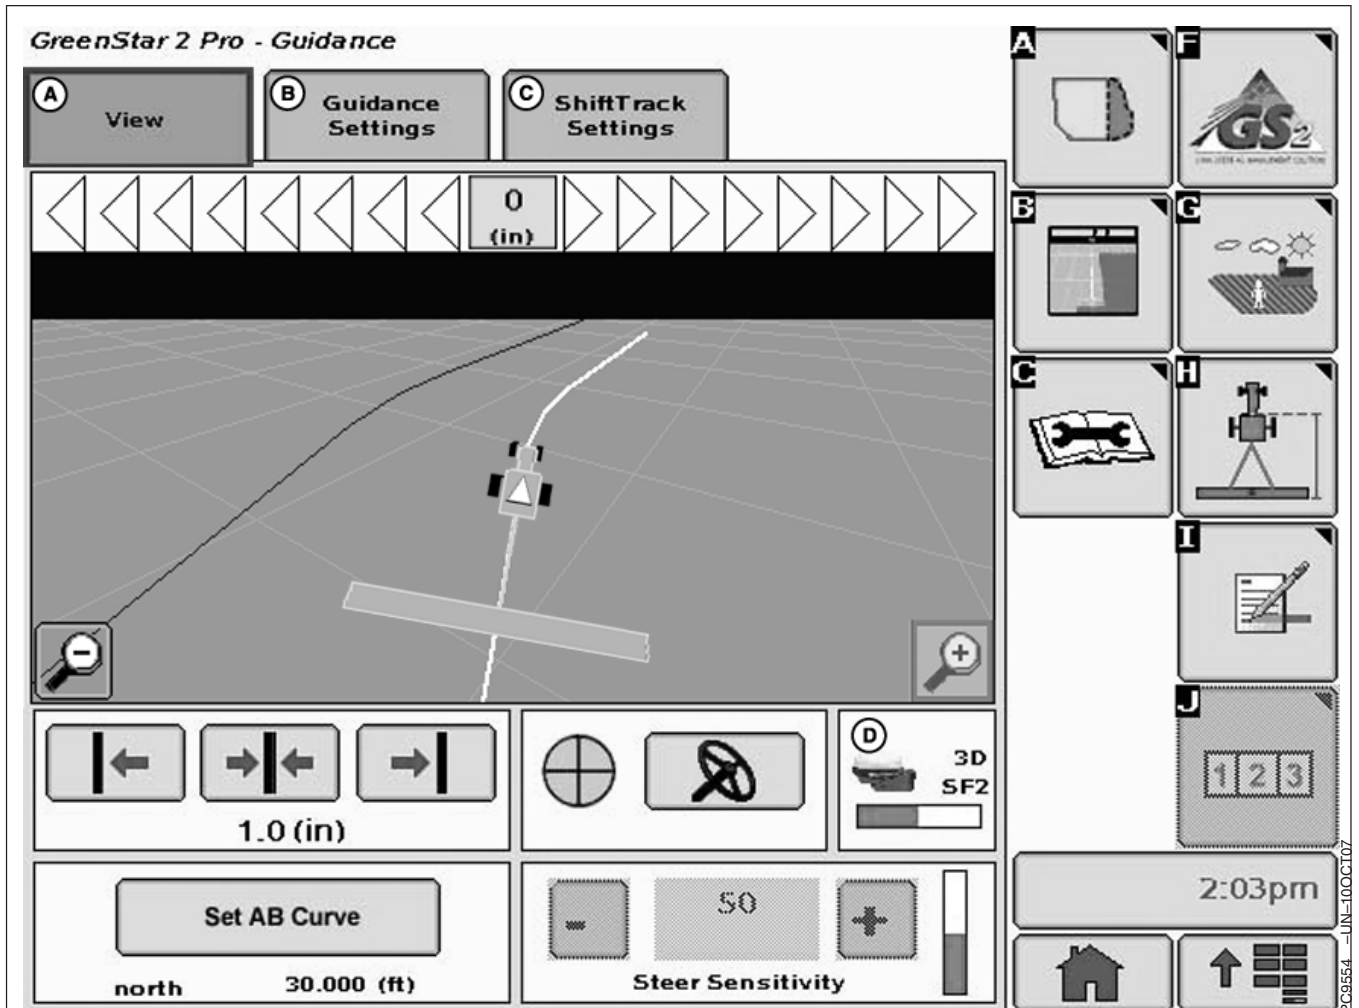 GreenStar 2 Pro - Guidance
A
View
B
Guidance
Settings
C
ShiftTrack
Settings
0
(in)
D
3D
SF2
1.0 (in)
Set AB Curve
north
30.000 (ft)
-
50
+
Steer Sensitivity
A
F
GS2
B
G
C
H
I
J
1 2 3
2:03pm
PC9554 –UN–10OCT07